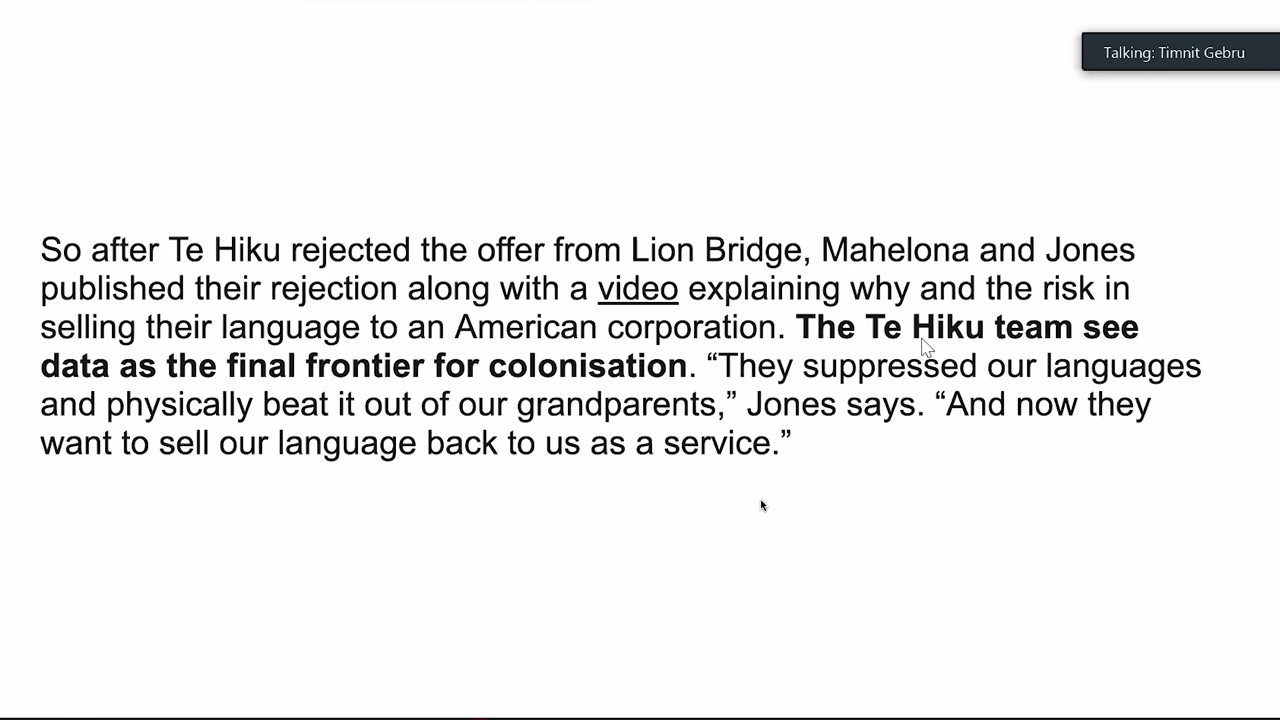 Talking: Timnit Gebru
So after Te Hiku rejected the offer from Lion Bridge, Mahelona and Jones
published their rejection along with a video explaining why and the risk in
selling their language to an American corporation. The Te Hiku team see
data as the final frontier for colonisation. “They suppressed our languages
and physically beat it out of our grandparents,” Jones says. “And now they
want to sell our language back to us as a service.”